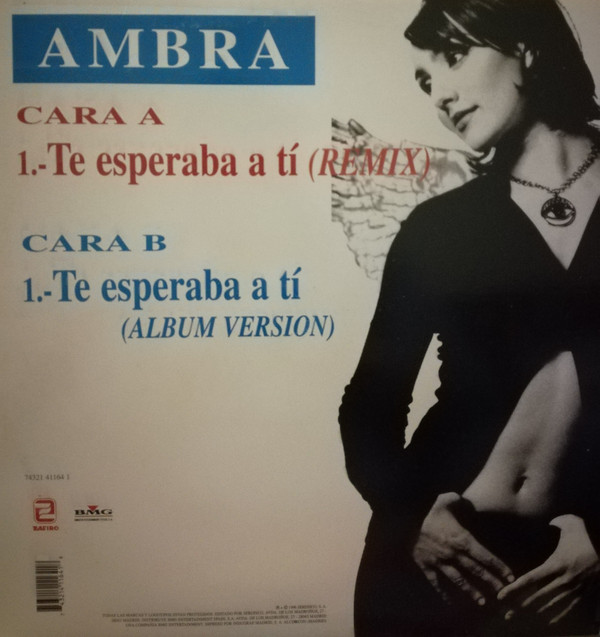 AMBRA
CARA A
1.-Te esperaba a tí (REMIX)
CARA B
1.-Te esperaba a tí
(ALBUM VERSION)
74321 41164 1
BMG